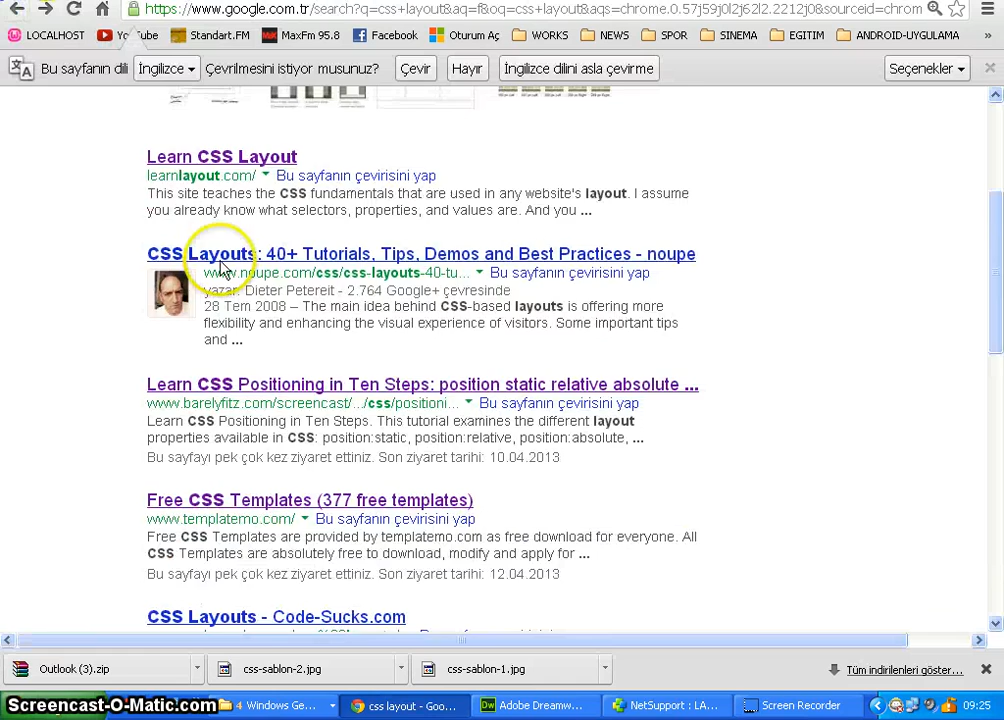 https://www.google.com.tr/search?q=css+layout&aq=f&oq=css+layout&aqs=chrome.0.57j59j0l2j62l2.2212j0&sourceid=chrom
LOCALHOST YouTube Standart.FM MaxFm 95.8 Facebook Oturum Aç WORKS NEWS SPOR SINEMA EGITIM ANDROID-UYGULAMA »
Bu sayfanın dili İngilizce Çevrilmesini istiyor musunuz? Çevir Hayır İngilizce dilini asla çevirme Seçenekler
Learn CSS Layout
learnlayout.com/ Bu sayfanın çevirisini yap
This site teaches the CSS fundamentals that are used in any website's layout. I assume
you already know what selectors, properties, and values are. And you ...
CSS Layouts: 40+ Tutorials, Tips, Demos and Best Practices - noupe
www.noupe.com/css/css-layouts-40-tu... Bu sayfanın çevirisini yap
yazar: Dieter Petereit - 2.764 Google+ çevresinde
28 Tem 2008 – The main idea behind CSS-based layouts is offering more
flexibility and enhancing the visual experience of visitors. Some important tips
and ...
Learn CSS Positioning in Ten Steps: position static relative absolute ...
www.barelyfitz.com/screencast/.../css/positioni... Bu sayfanın çevirisini yap
Learn CSS Positioning in Ten Steps. This tutorial examines the different layout
properties available in CSS: position:static, position:relative, position:absolute, ...
Bu sayfayı pek çok kez ziyaret ettiniz. Son ziyaret tarihi: 10.04.2013
Free CSS Templates (377 free templates)
www.templatemo.com/ Bu sayfanın çevirisini yap
Free CSS Templates are provided by templatemo.com as free download for everyone. All
CSS Templates are absolutely free to download, modify and apply for ...
Bu sayfayı pek çok kez ziyaret ettiniz. Son ziyaret tarihi: 12.04.2013
CSS Layouts - Code-Sucks.com
Outlook (3).zip css-sablon-2.jpg css-sablon-1.jpg Tüm indirilenleri göster...
Screencast-O-Matic.com 4 Windows Ge... css layout - Goo... Adobe Dreamw... NetSupport : LA... Screen Recorder 09:25